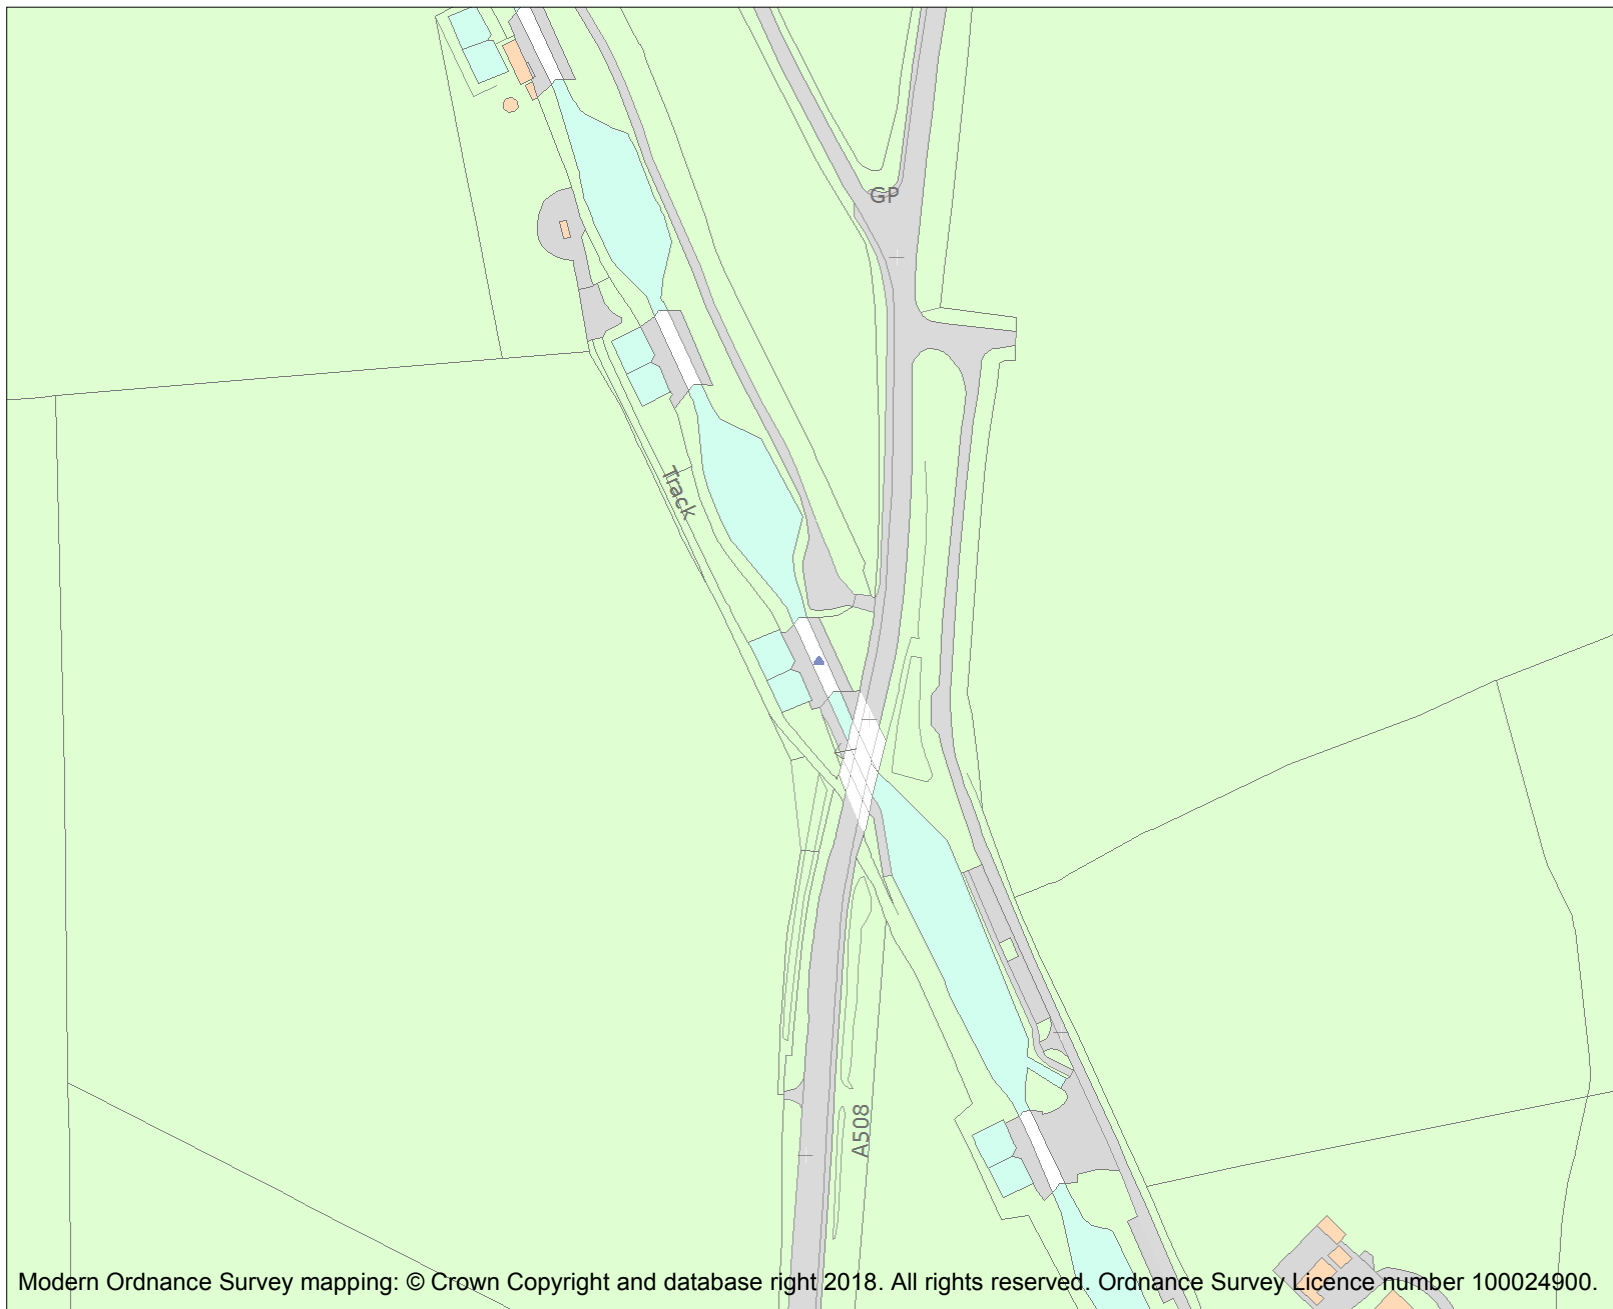 GP
Track
A508
Modern Ordnance Survey mapping: © Crown Copyright and database right 2018. All rights reserved. Ordnance Survey Licence number 100024900.